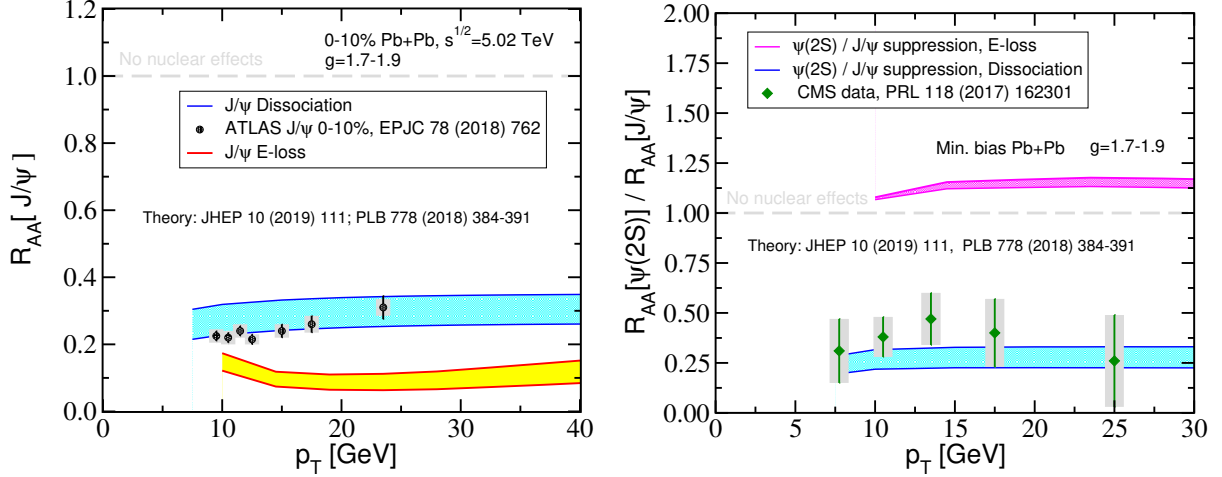 1.2
1.0
0.8
0.6
0.4
0.2
0.0
R_AA[ J/ψ ]
0-10% Pb+Pb, s^1/2=5.02 TeV
g=1.7-1.9
No nuclear effects
J/ψ Dissociation
ATLAS J/ψ 0-10%, EPJC 78 (2018) 762
J/ψ E-loss
Theory: JHEP 10 (2019) 111; PLB 778 (2018) 384-391
0 10 20 30 40
p_T [GeV]
2.00
1.75
1.50
1.25
1.00
0.75
0.50
0.25
0.00
R_AA[ψ(2S)] / R_AA[J/ψ]
ψ(2S) / J/ψ suppression, E-loss
ψ(2S) / J/ψ suppression, Dissociation
CMS data, PRL 118 (2017) 162301
Min. bias Pb+Pb g=1.7-1.9
No nuclear effects
Theory: JHEP 10 (2019) 111, PLB 778 (2018) 384-391
0 5 10 15 20 25 30
p_T [GeV]